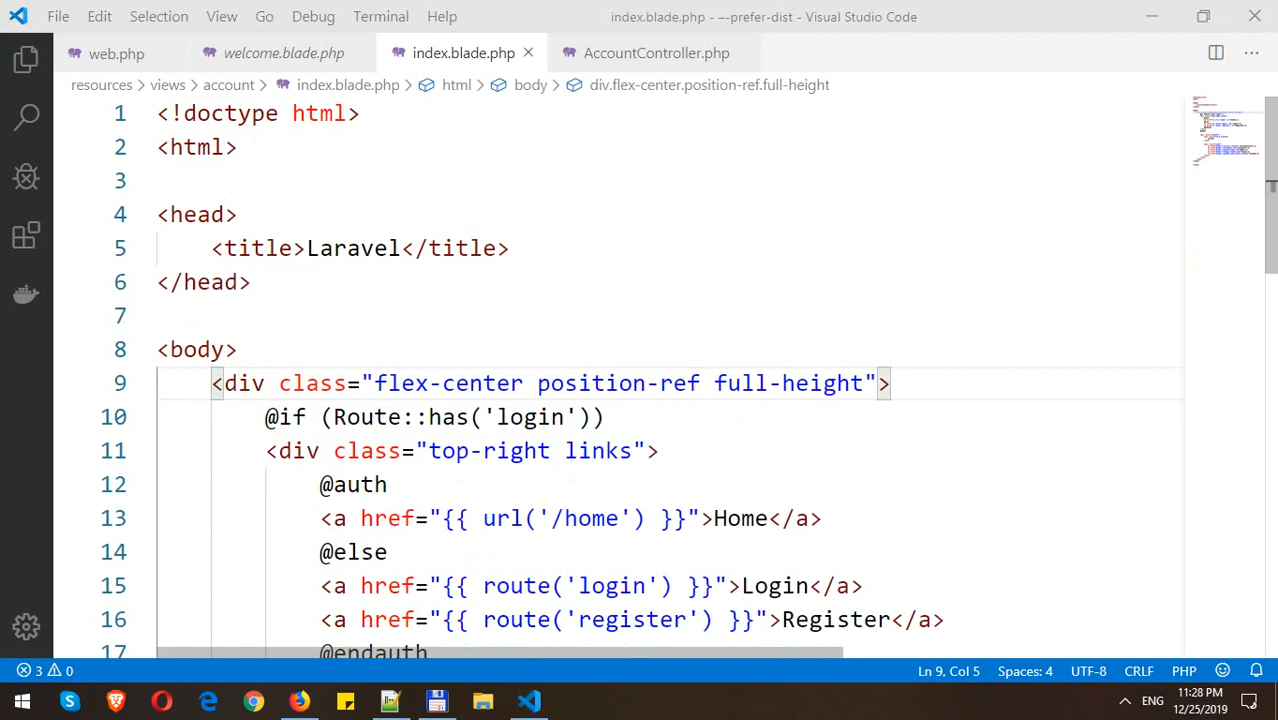 File Edit Selection View Go Debug Terminal Help index.blade.php - –-prefer-dist - Visual Studio Code
web.php welcome.blade.php index.blade.php AccountController.php
resources > views > account > index.blade.php > html > body > div.flex-center.position-ref.full-height
1 <!doctype html>
2 <html>
3
4 <head>
5 <title>Laravel</title>
6 </head>
7
8 <body>
9 <div class="flex-center position-ref full-height">
10 @if (Route::has('login'))
11 <div class="top-right links">
12 @auth
13 <a href="{{ url('/home') }}">Home</a>
14 @else
15 <a href="{{ route('login') }}">Login</a>
16 <a href="{{ route('register') }}">Register</a>
17 @endauth
3 0 Ln 9, Col 5 Spaces: 4 UTF-8 CRLF PHP
ENG 11:28 PM
12/25/2019